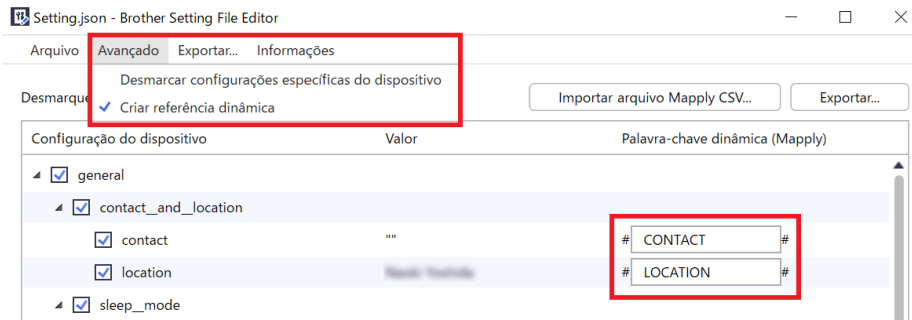 Setting.json - Brother Setting File Editor
Arquivo Avançado Exportar... Informações
Desmarcar configurações específicas do dispositivo
Desmarque
Criar referência dinâmica
Importar arquivo Mapply CSV... Exportar...
Configuração do dispositivo Valor Palavra-chave dinâmica (Mapply)
general
contact__and__location
contact "" # CONTACT #
location # LOCATION #
sleep__mode